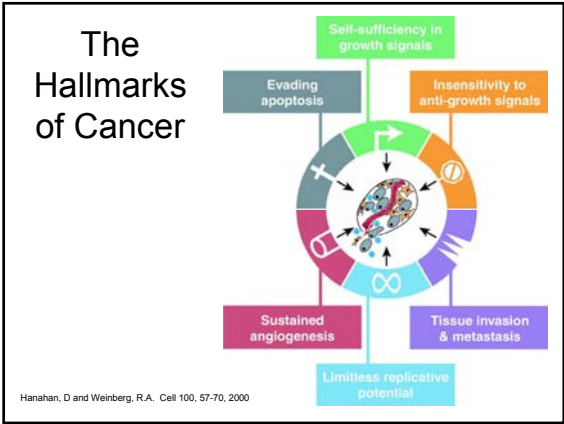 The
Hallmarks
of Cancer
Self-sufficiency in
growth signals
Evading
apoptosis
Insensitivity to
anti-growth signals
Sustained
angiogenesis
Tissue invasion
& metastasis
Limitless replicative
potential
Hanahan, D and Weinberg, R.A. Cell 100, 57-70, 2000